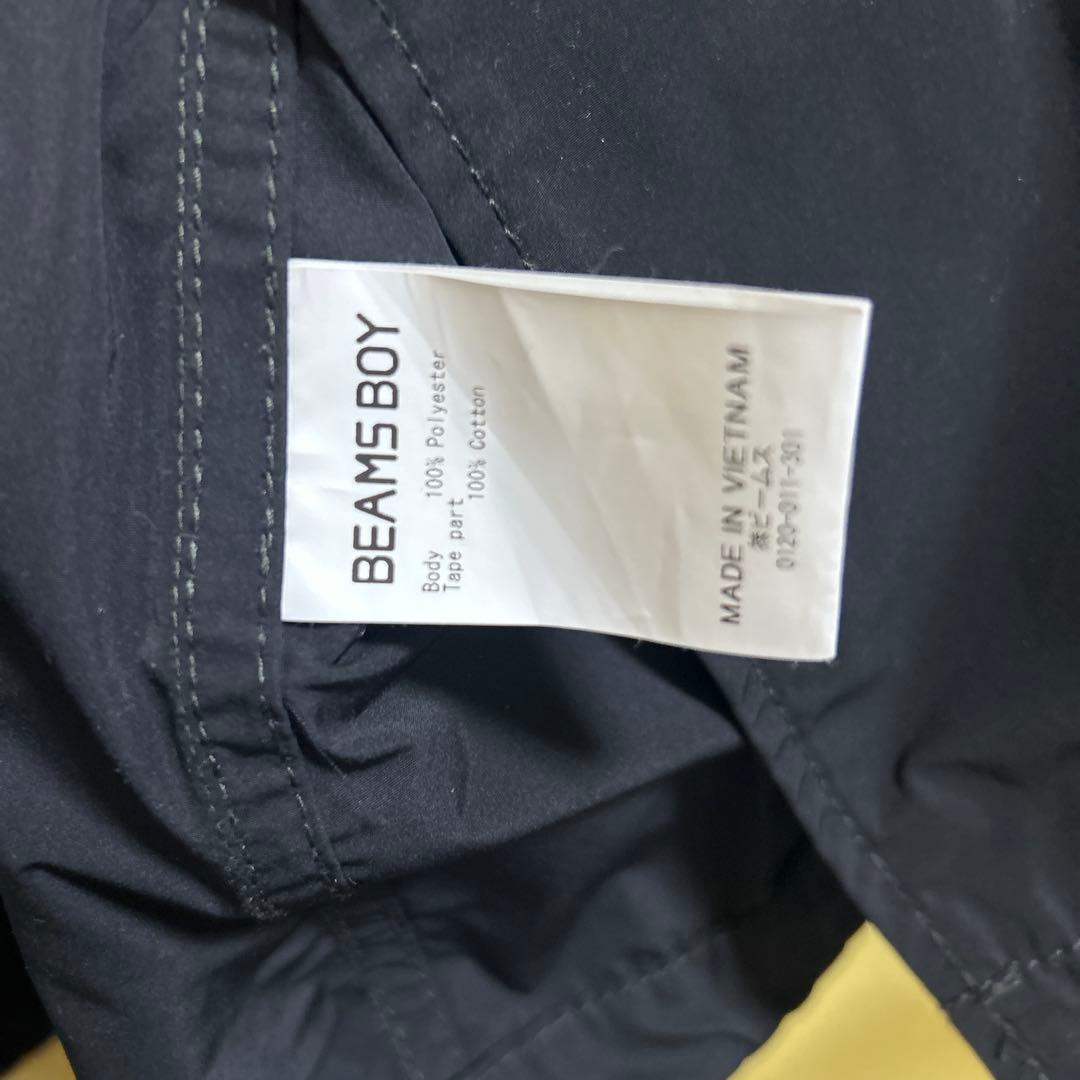 BEAMS BOY
Body 100% Polyester
Tape part
100% Cotton
MADE IN VIETNAM
㈱ビームス
0120-011-301